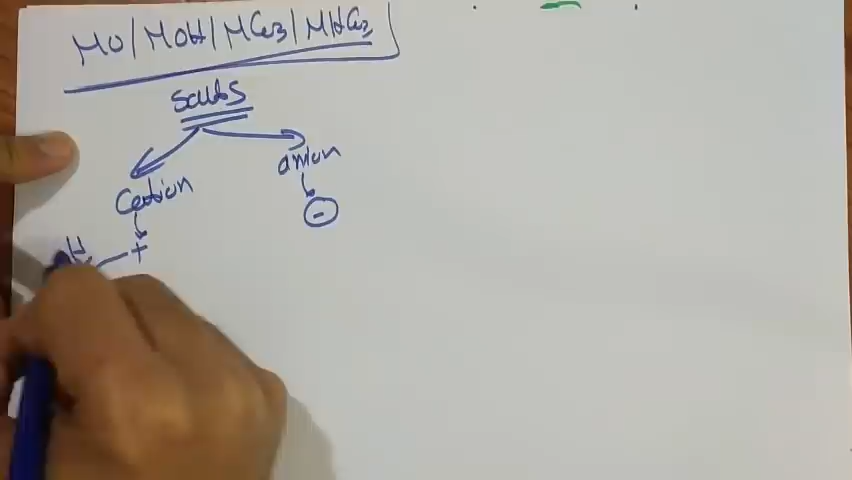 MO/MOH/MCO3/MHCO3
Salts
Cation anion
+ -
H